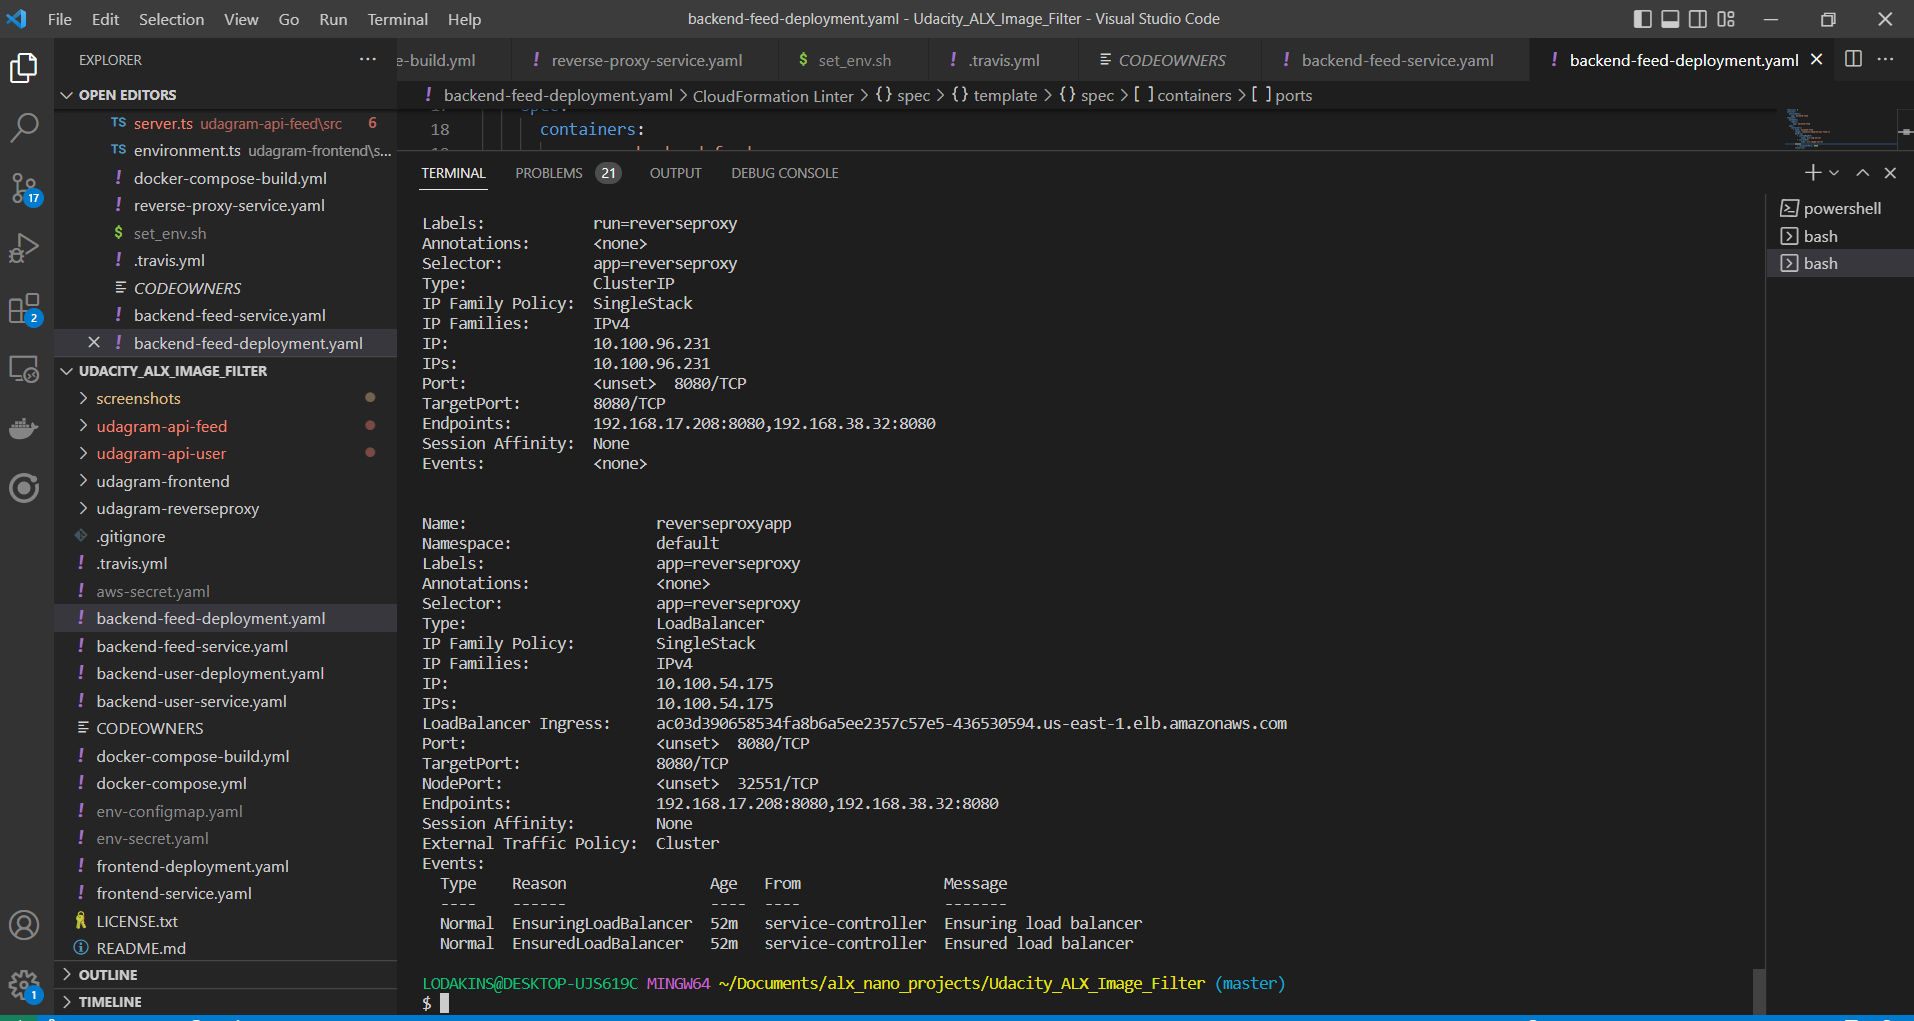 File Edit Selection View Go Run Terminal Help
backend-feed-deployment.yaml - Udacity_ALX_Image_Filter - Visual Studio Code
EXPLORER
e-build.yml
! reverse-proxy-service.yaml
$ set_env.sh
! .travis.yml
CODEOWNERS
! backend-feed-service.yaml
! backend-feed-deployment.yaml
OPEN EDITORS
! backend-feed-deployment.yaml > CloudFormation Linter > {} spec > {} template > {} spec > [ ] containers > [ ] ports
TS server.ts udagram-api-feed\src 6
TS environment.ts udagram-frontend\s...
! docker-compose-build.yml
! reverse-proxy-service.yaml
$ set_env.sh
! .travis.yml
CODEOWNERS
! backend-feed-service.yaml
! backend-feed-deployment.yaml
UDACITY_ALX_IMAGE_FILTER
screenshots
udagram-api-feed
udagram-api-user
udagram-frontend
udagram-reverseproxy
.gitignore
! .travis.yml
! aws-secret.yaml
! backend-feed-deployment.yaml
! backend-feed-service.yaml
! backend-user-deployment.yaml
! backend-user-service.yaml
CODEOWNERS
! docker-compose-build.yml
! docker-compose.yml
! env-configmap.yaml
! env-secret.yaml
! frontend-deployment.yaml
! frontend-service.yaml
LICENSE.txt
README.md
OUTLINE
TIMELINE
17
2
1
18 containers:
TERMINAL PROBLEMS 21 OUTPUT DEBUG CONSOLE
powershell
bash
bash
Labels: run=reverseproxy
Annotations: <none>
Selector: app=reverseproxy
Type: ClusterIP
IP Family Policy: SingleStack
IP Families: IPv4
IP: 10.100.96.231
IPs: 10.100.96.231
Port: <unset> 8080/TCP
TargetPort: 8080/TCP
Endpoints: 192.168.17.208:8080,192.168.38.32:8080
Session Affinity: None
Events: <none>
Name: reverseproxyapp
Namespace: default
Labels: app=reverseproxy
Annotations: <none>
Selector: app=reverseproxy
Type: LoadBalancer
IP Family Policy: SingleStack
IP Families: IPv4
IP: 10.100.54.175
IPs: 10.100.54.175
LoadBalancer Ingress: ac03d390658534fa8b6a5ee2357c57e5-436530594.us-east-1.elb.amazonaws.com
Port: <unset> 8080/TCP
TargetPort: 8080/TCP
NodePort: <unset> 32551/TCP
Endpoints: 192.168.17.208:8080,192.168.38.32:8080
Session Affinity: None
External Traffic Policy: Cluster
Events:
Type Reason Age From Message
---- ------ ---- ---- -------
Normal EnsuringLoadBalancer 52m service-controller Ensuring load balancer
Normal EnsuredLoadBalancer 52m service-controller Ensured load balancer
LODAKINS@DESKTOP-UJS619C MINGW64 ~/Documents/alx_nano_projects/Udacity_ALX_Image_Filter (master)
$